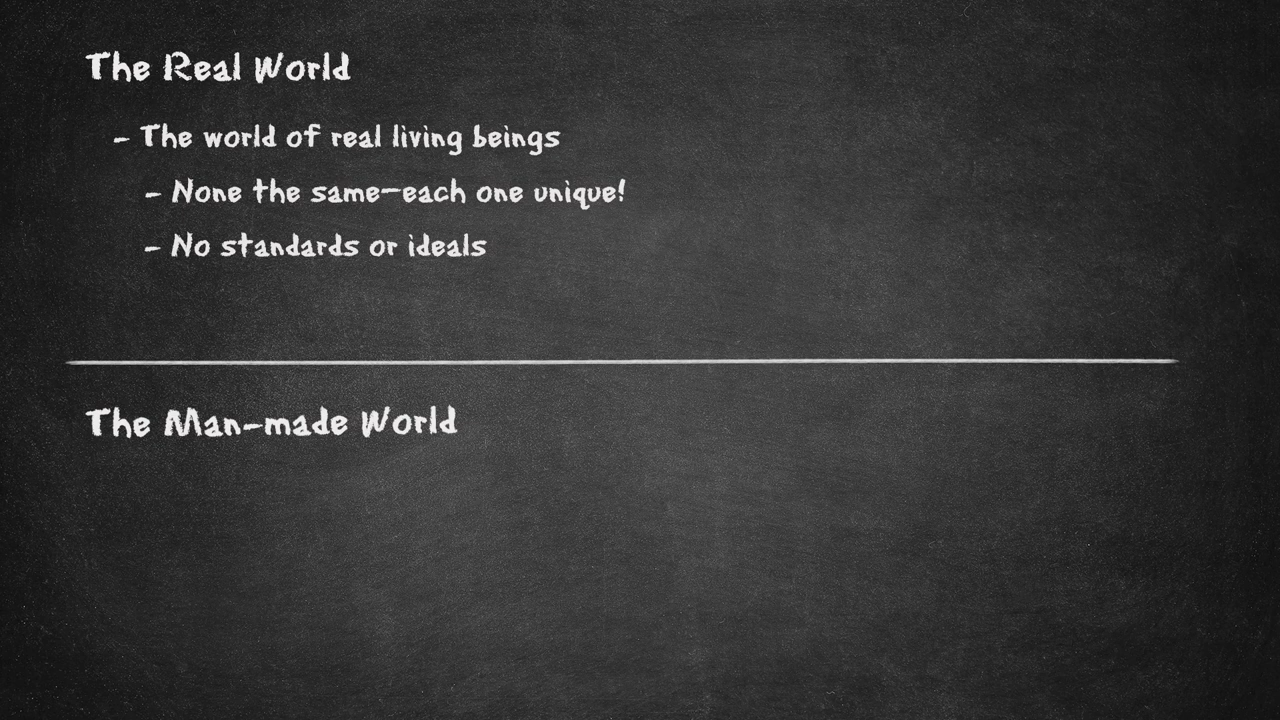 The Real World
- The world of real living beings
- None the same—each one unique!
- No standards or ideals
The Man-made World